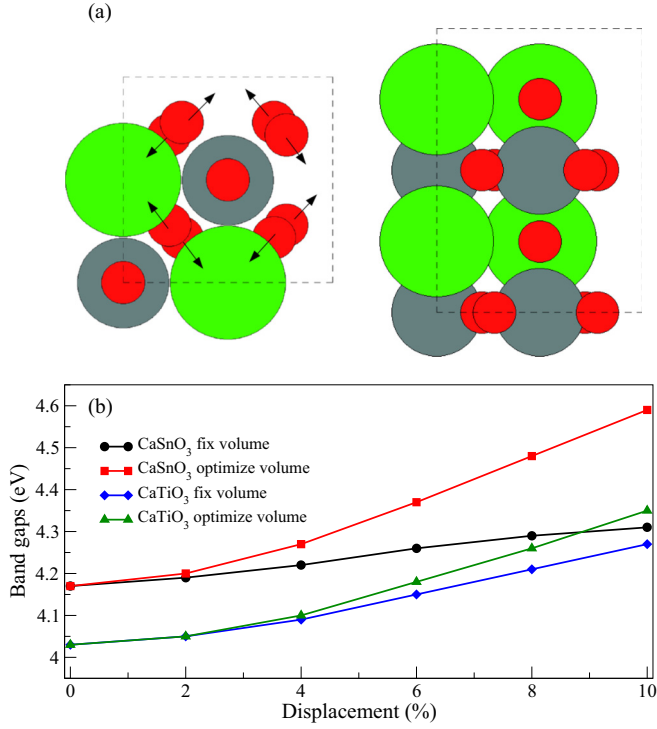 (a)
(b)
CaSnO3 fix volume
CaSnO3 optimize volume
CaTiO3 fix volume
CaTiO3 optimize volume
Band gaps (eV)
4.6
4.5
4.4
4.3
4.2
4.1
4
0 2 4 6 8 10
Displacement (%)